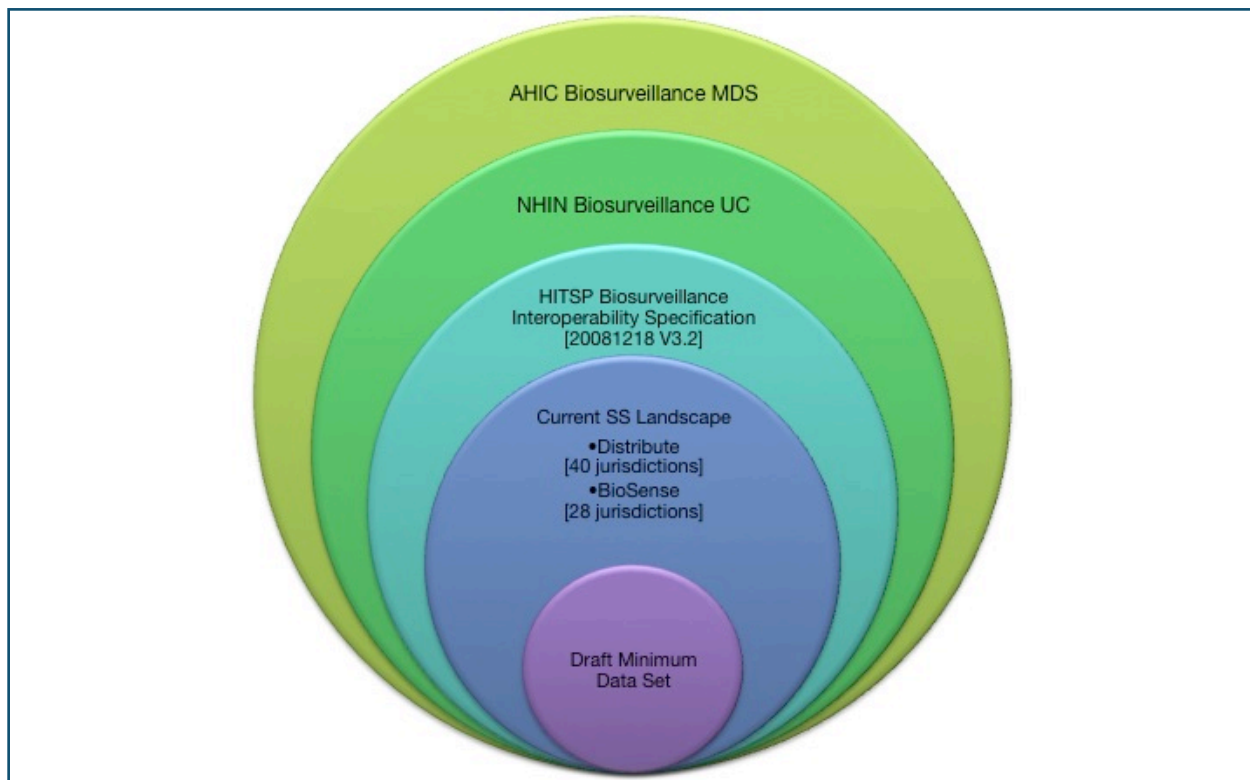 AHIC Biosurveillance MDS
NHIN Biosurveillance UC
HITSP Biosurveillance
Interoperability Specification
[20081218 V3.2]
Current SS Landscape
•Distribute
[40 jurisdictions]
•BioSense
[28 jurisdictions]
Draft Minimum
Data Set